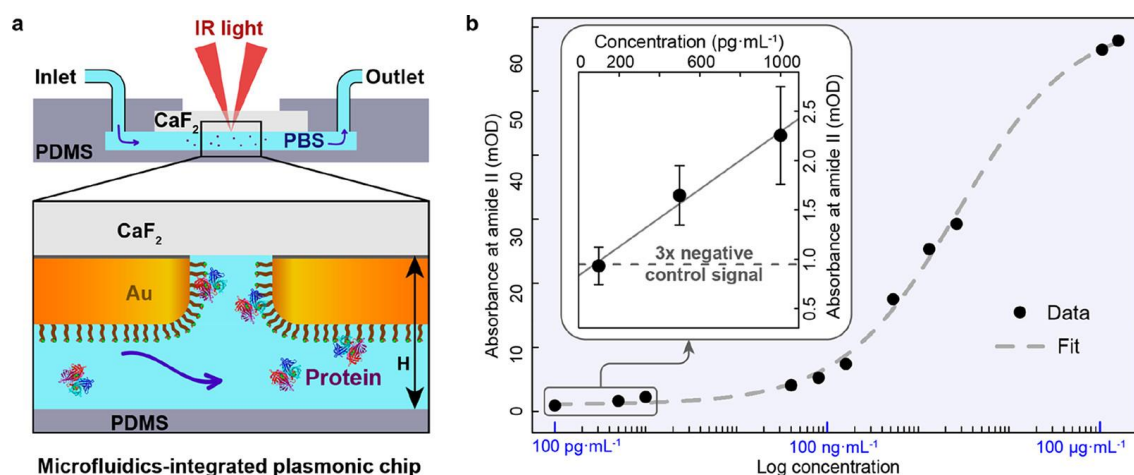 a
IR light
Inlet
Outlet
CaF2
PBS
PDMS
CaF2
Au
H
Protein
PDMS
Microfluidics-integrated plasmonic chip
b
Absorbance at amide II (mOD)
60
50
40
30
20
10
0
Concentration (pg·mL-1)
0 200 600 1000
3x negative
control signal
2.5
2.0
1.5
1.0
0.5
Absorbance at amide II (mOD)
Data
Fit
100 pg·mL-1
100 ng·mL-1
100 μg·mL-1
Log concentration